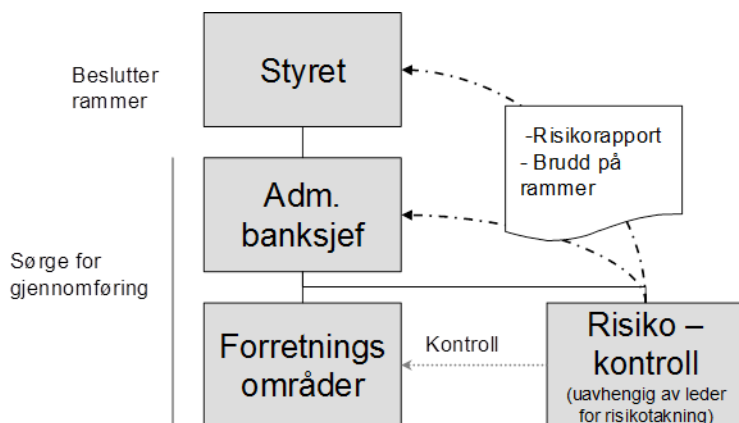 Styret
Beslutter
rammer
-Risikorapport
- Brudd på
rammer
Adm.
banksjef
Sørge for
gjennomføring
Forretnings
områder
Kontroll
Risiko –
kontroll
(uavhengig av leder
for risikotakning)